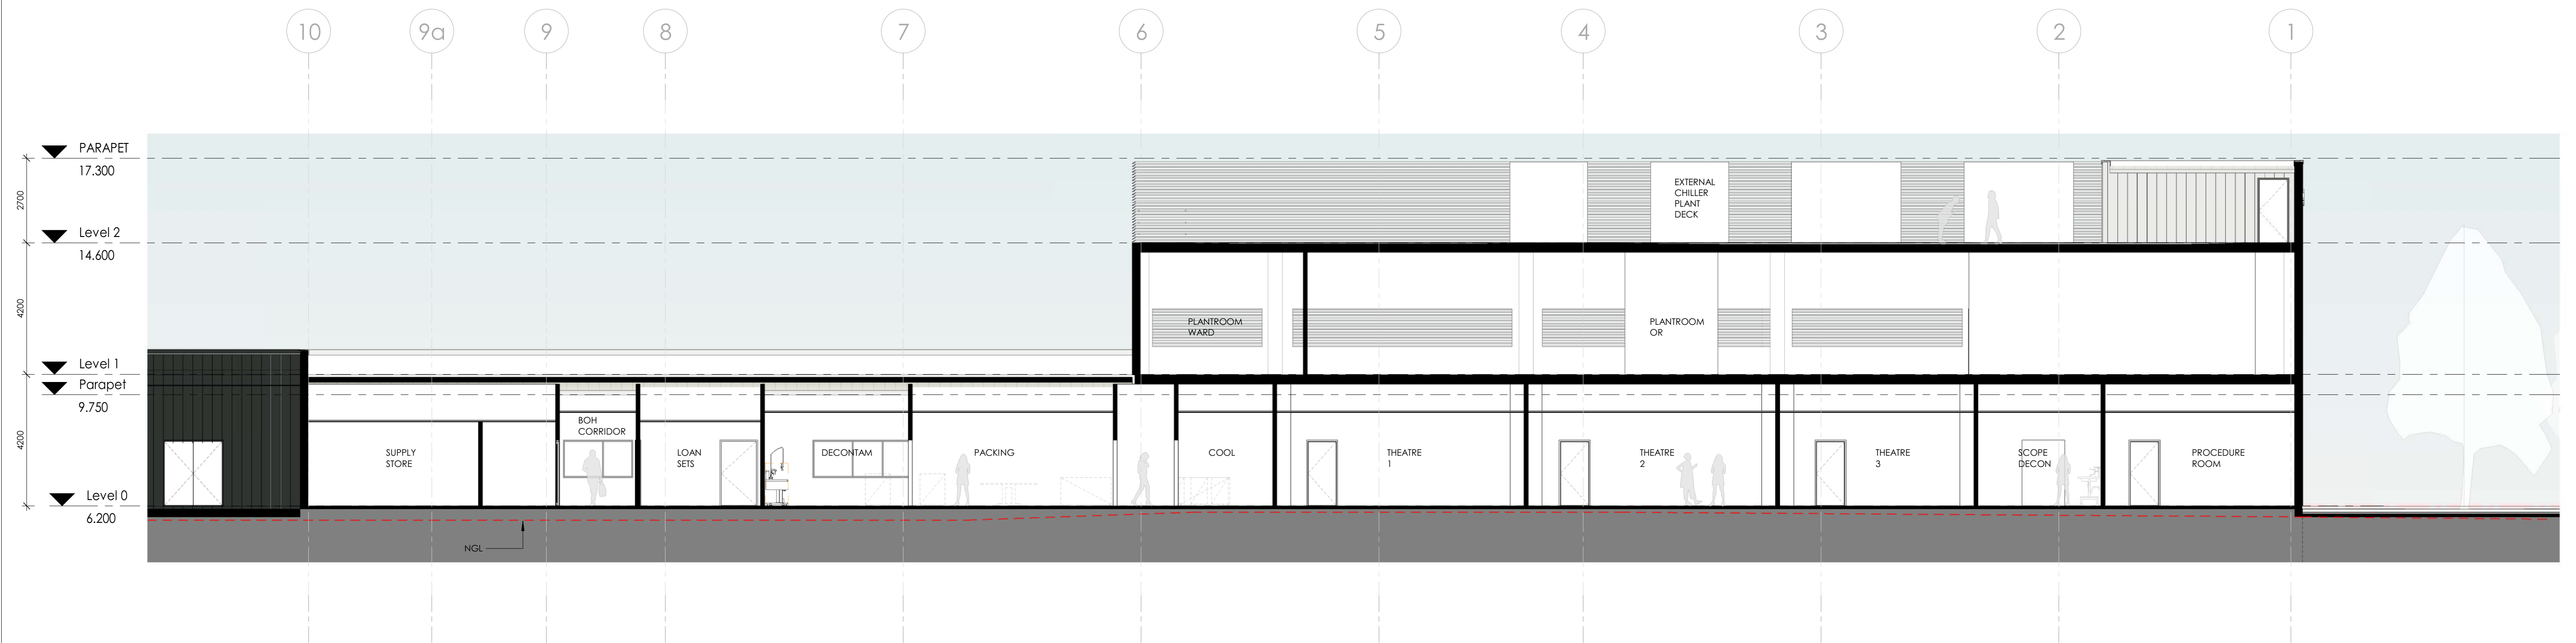 10
9a
9
8
7
6
5
4
3
2
1
PARAPET
17.300
2700
Level 2
14.600
4200
Level 1
Parapet
9.750
4200
Level 0
6.200
EXTERNAL
CHILLER
PLANT
DECK
PLANTROOM
WARD
PLANTROOM
OR
SUPPLY
STORE
BOH
CORRIDOR
LOAN
SETS
DECONTAM
PACKING
COOL
THEATRE
1
THEATRE
2
THEATRE
3
SCOPE
DECON
PROCEDURE
ROOM
NGL